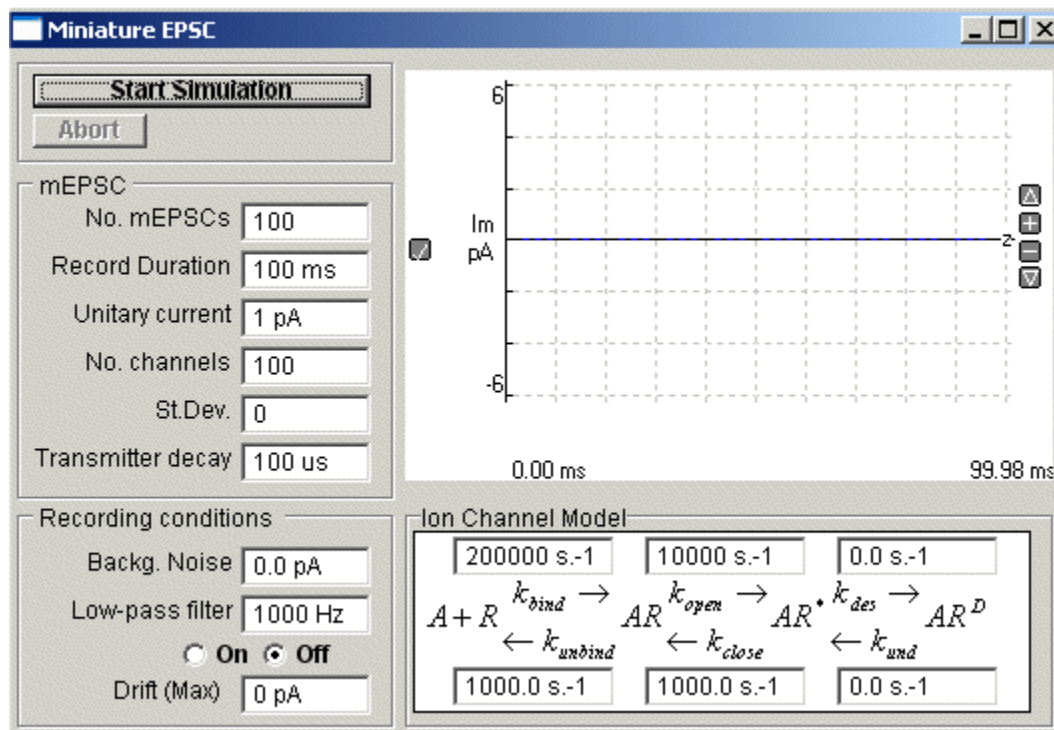 Miniature EPSC
Start Simulation
Abort
mEPSC
No. mEPSCs 100
Record Duration 100 ms
Unitary current 1 pA
No. channels 100
St.Dev. 0
Transmitter decay 100 us
Recording conditions
Backg. Noise 0.0 pA
Low-pass filter 1000 Hz
On Off
Drift (Max) 0 pA
6
Im
pA
z
-6
0.00 ms 99.98 ms
Ion Channel Model
200000 s.-1 10000 s.-1 0.0 s.-1
A + R k_bind → AR k_open → AR• k_des → AR^D
← k_unbind ← k_close ← k_und
1000.0 s.-1 1000.0 s.-1 0.0 s.-1